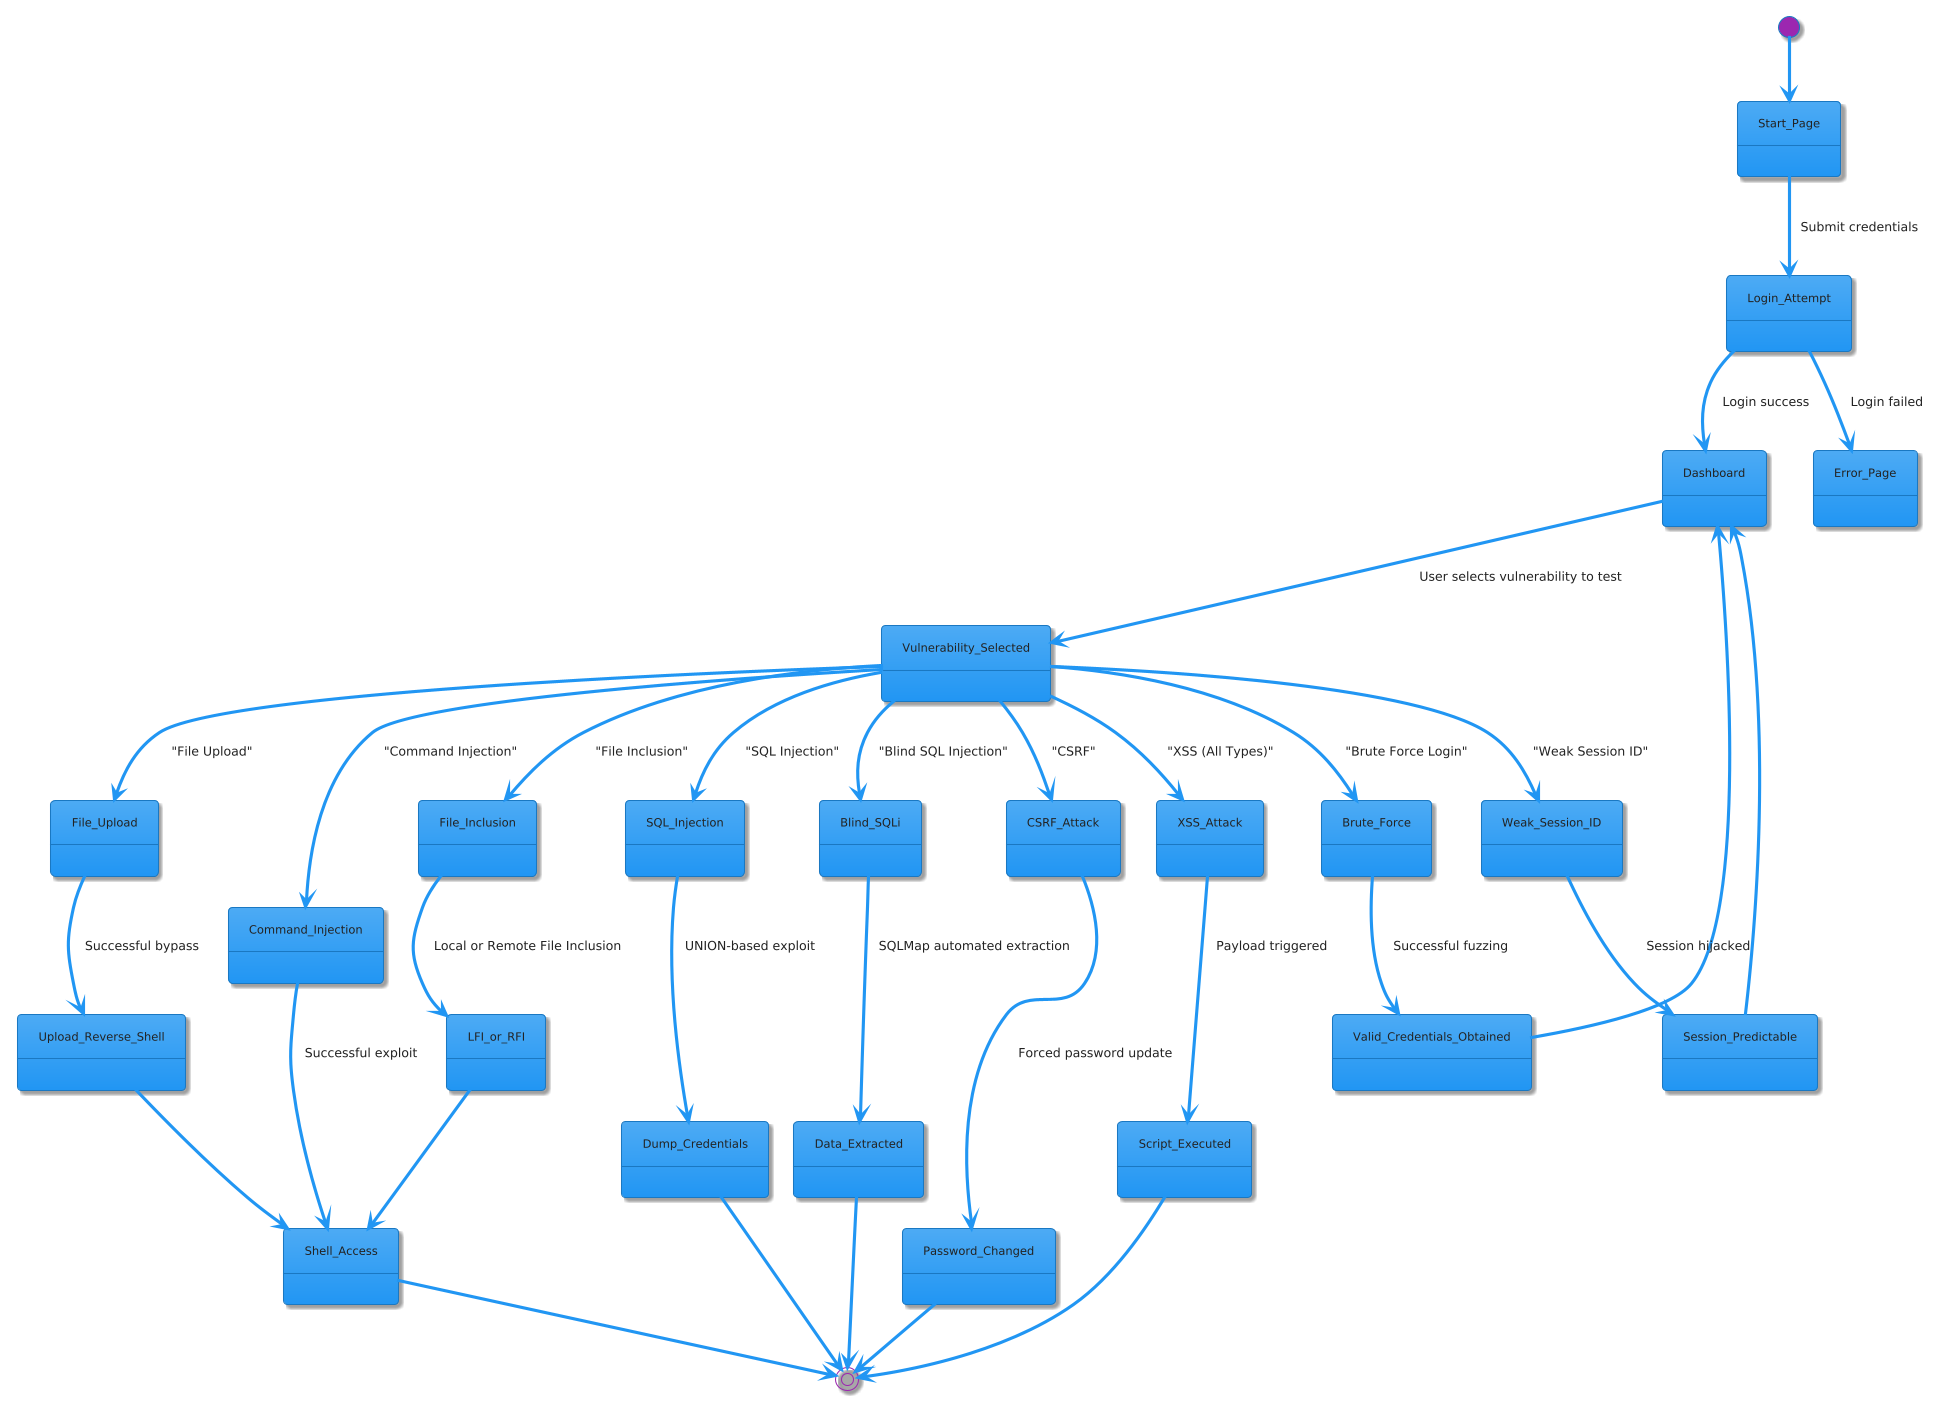 Start_Page
Submit credentials
Login_Attempt
Login success
Login failed
Dashboard
Error_Page
User selects vulnerability to test
Vulnerability_Selected
"File Upload"
"Command Injection"
"File Inclusion"
"SQL Injection"
"Blind SQL Injection"
"CSRF"
"XSS (All Types)"
"Brute Force Login"
"Weak Session ID"
File_Upload
File_Inclusion
SQL_Injection
Blind_SQLi
CSRF_Attack
XSS_Attack
Brute_Force
Weak_Session_ID
Command_Injection
Successful bypass
Local or Remote File Inclusion
UNION-based exploit
SQLMap automated extraction
Payload triggered
Successful fuzzing
Session hijacked
Upload_Reverse_Shell
LFI_or_RFI
Valid_Credentials_Obtained
Session_Predictable
Successful exploit
Forced password update
Dump_Credentials
Data_Extracted
Script_Executed
Shell_Access
Password_Changed